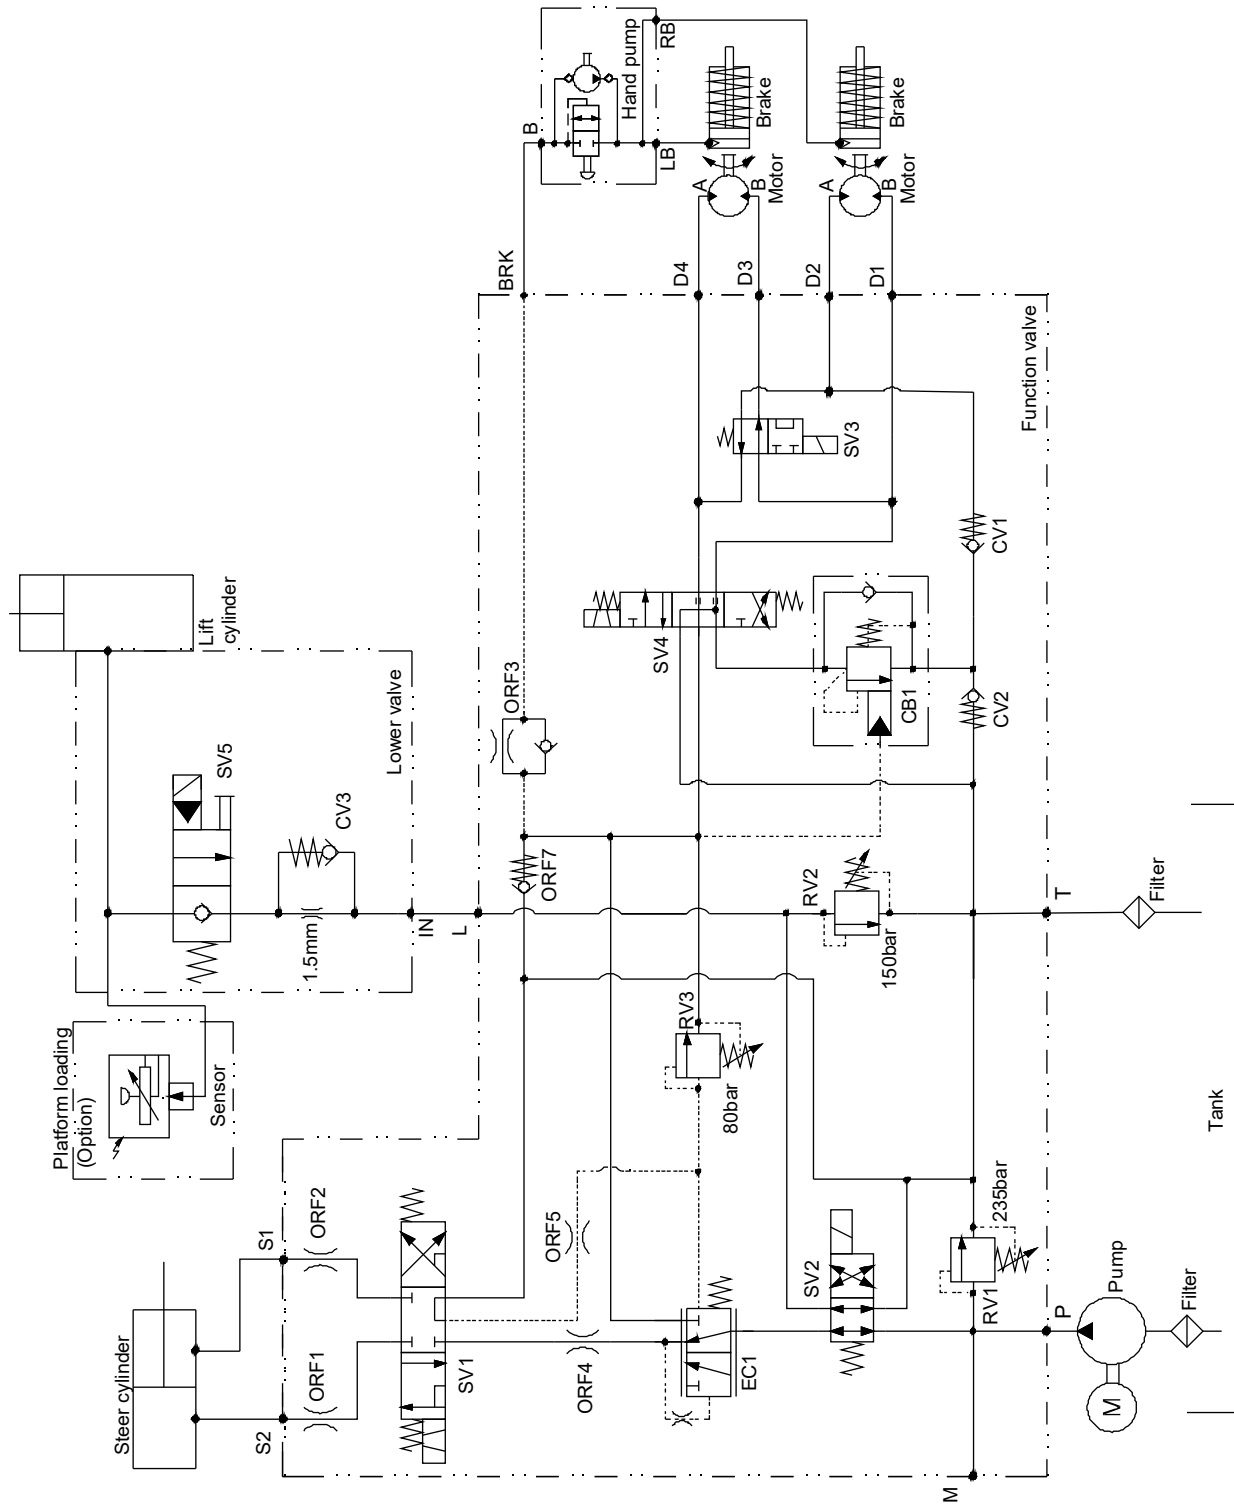 B
RB
Hand pump
LB
Brake
Brake
A
B
Motor
A
B
Motor
BRK
D4
D3
D2
D1
Function valve
SV3
CV1
Lift
cylinder
SV4
Lower valve
ORF3
CB1
CV2
SV5
CV3
ORF7
RV2
Filter
IN
L
T
1.5mm
150bar
RV3
Platform loading
(Option)
Sensor
80bar
Tank
S1
ORF2
ORF5
235bar
Steer cylinder
SV2
Pump
RV1
P
Filter
ORF1
SV1
ORF4
EC1
S2
M
M